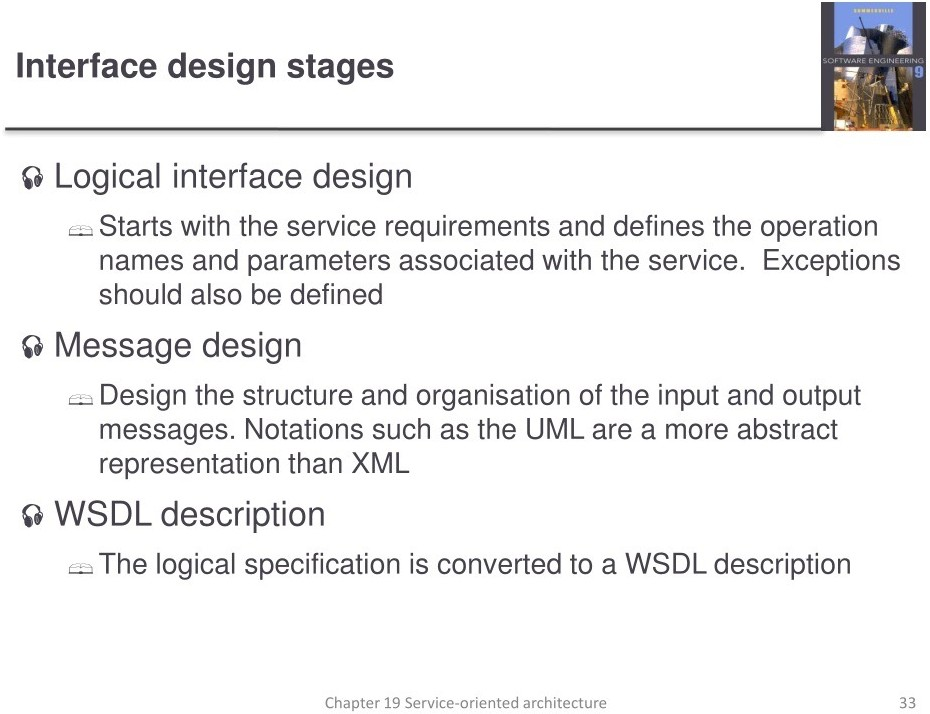 SOMMERVILLE
SOFTWARE ENGINEERING
9
Interface design stages
Logical interface design
Starts with the service requirements and defines the operation
names and parameters associated with the service.  Exceptions
should also be defined
Message design
Design the structure and organisation of the input and output
messages. Notations such as the UML are a more abstract
representation than XML
WSDL description
The logical specification is converted to a WSDL description
Chapter 19 Service-oriented architecture
33